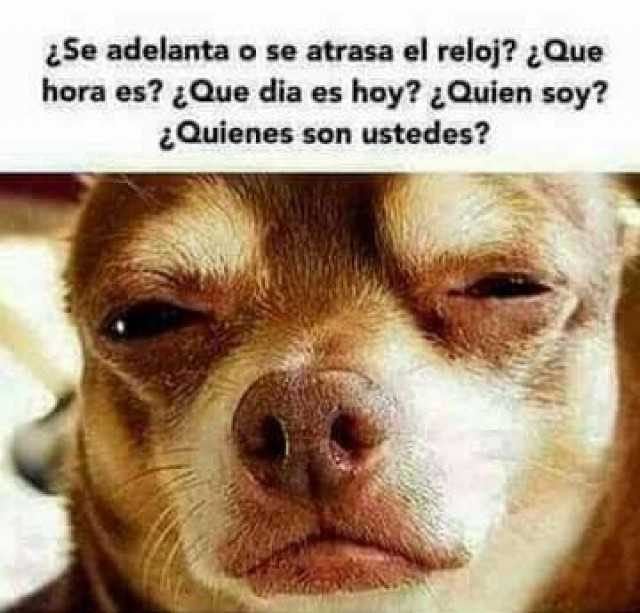 ¿Se adelanta o se atrasa el reloj? ¿Que
hora es? ¿Que dia es hoy? ¿Quien soy?
¿Quienes son ustedes?